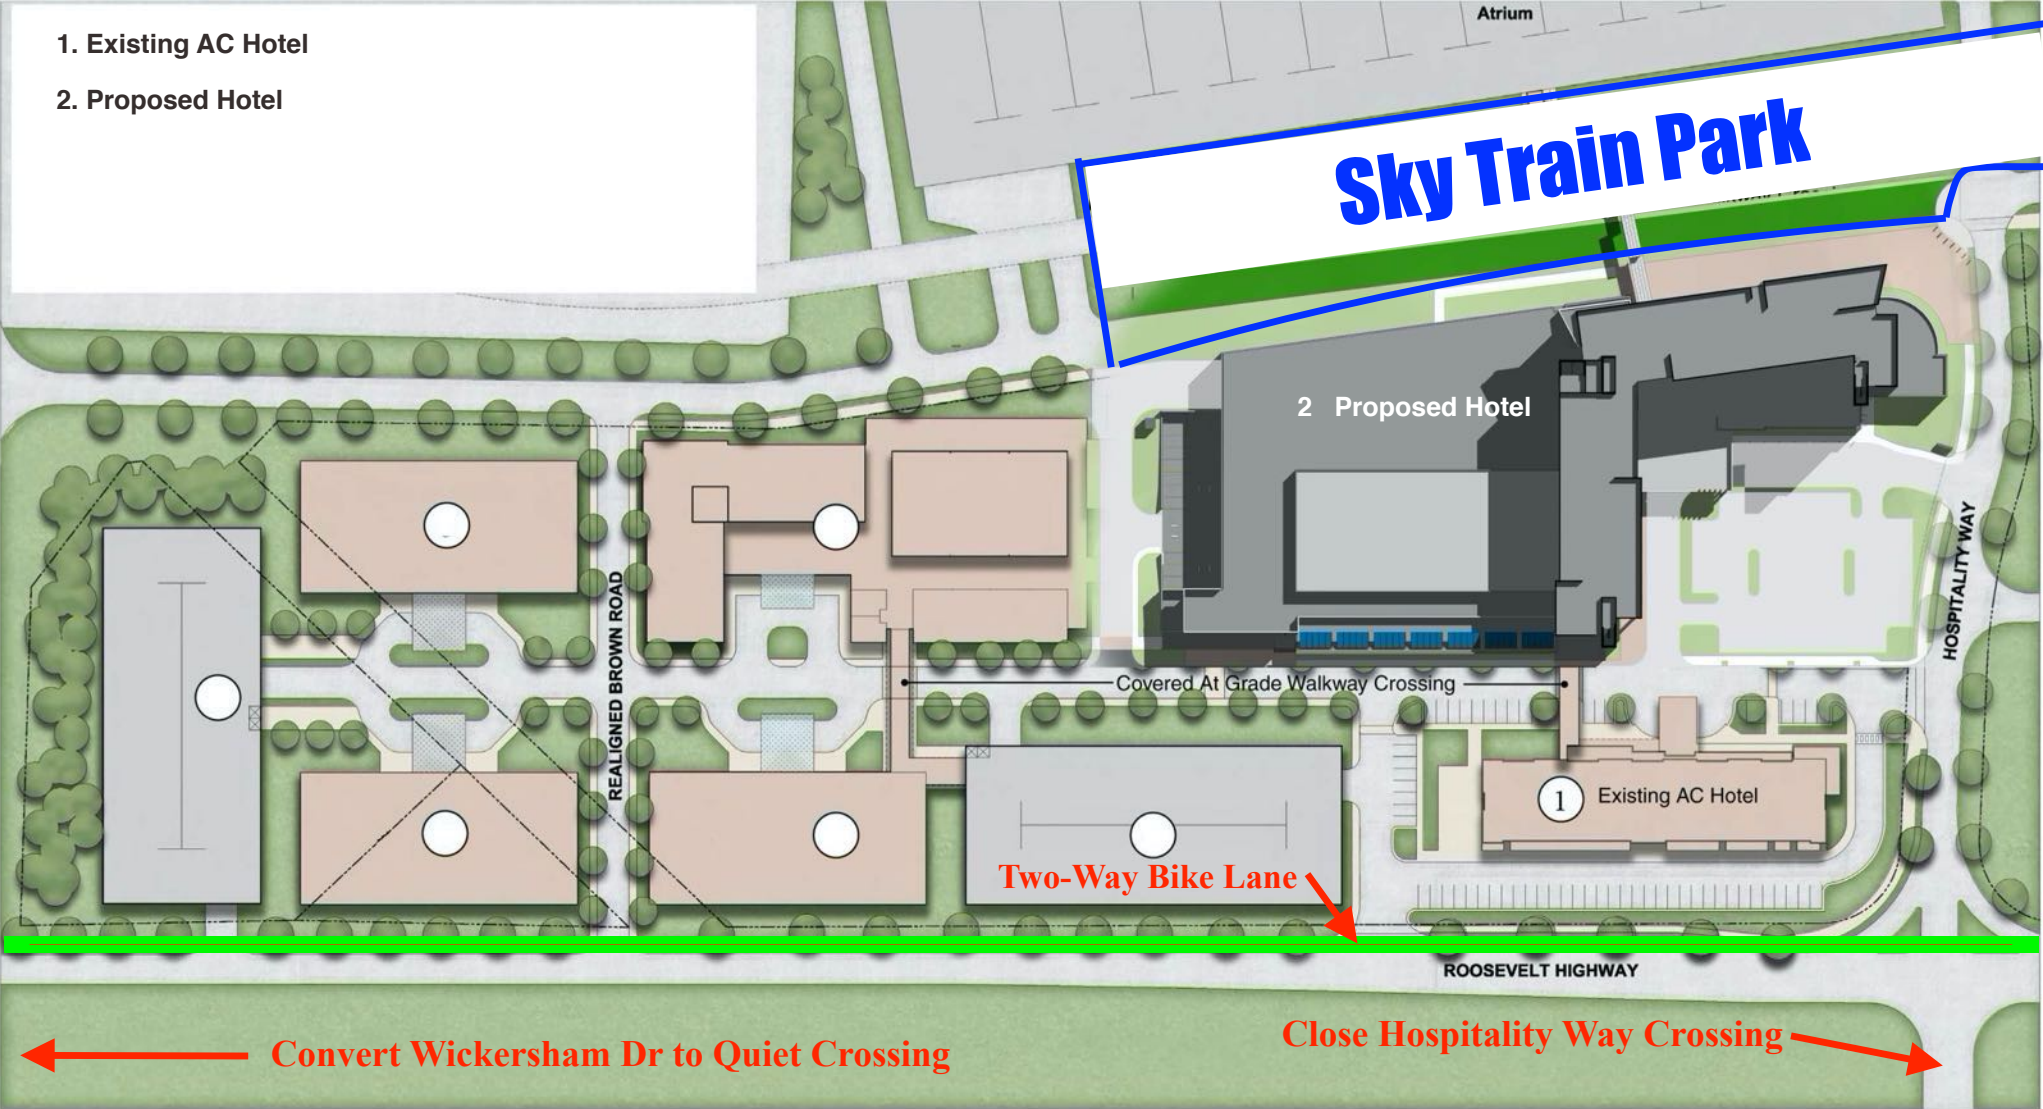 1. Existing AC Hotel
2. Proposed Hotel
Atrium
Sky Train Park
2 Proposed Hotel
HOSPITALITY WAY
REALIGNED BROWN ROAD
Covered At Grade Walkway Crossing
1 Existing AC Hotel
Two-Way Bike Lane
ROOSEVELT HIGHWAY
Close Hospitality Way Crossing
Convert Wickersham Dr to Quiet Crossing